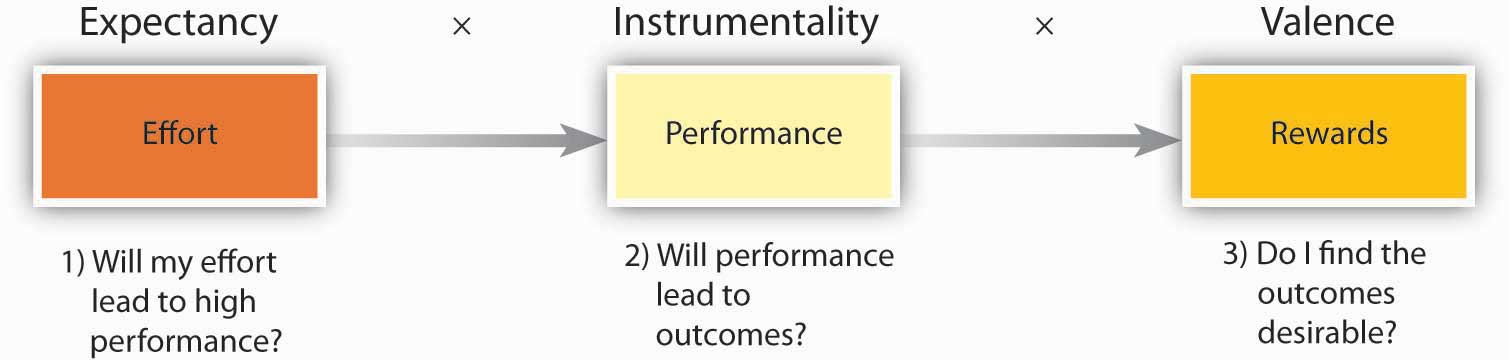 Expectancy × Instrumentality × Valence
Effort
Performance
Rewards
1) Will my effort
lead to high
performance?
2) Will performance
lead to
outcomes?
3) Do I find the
outcomes
desirable?